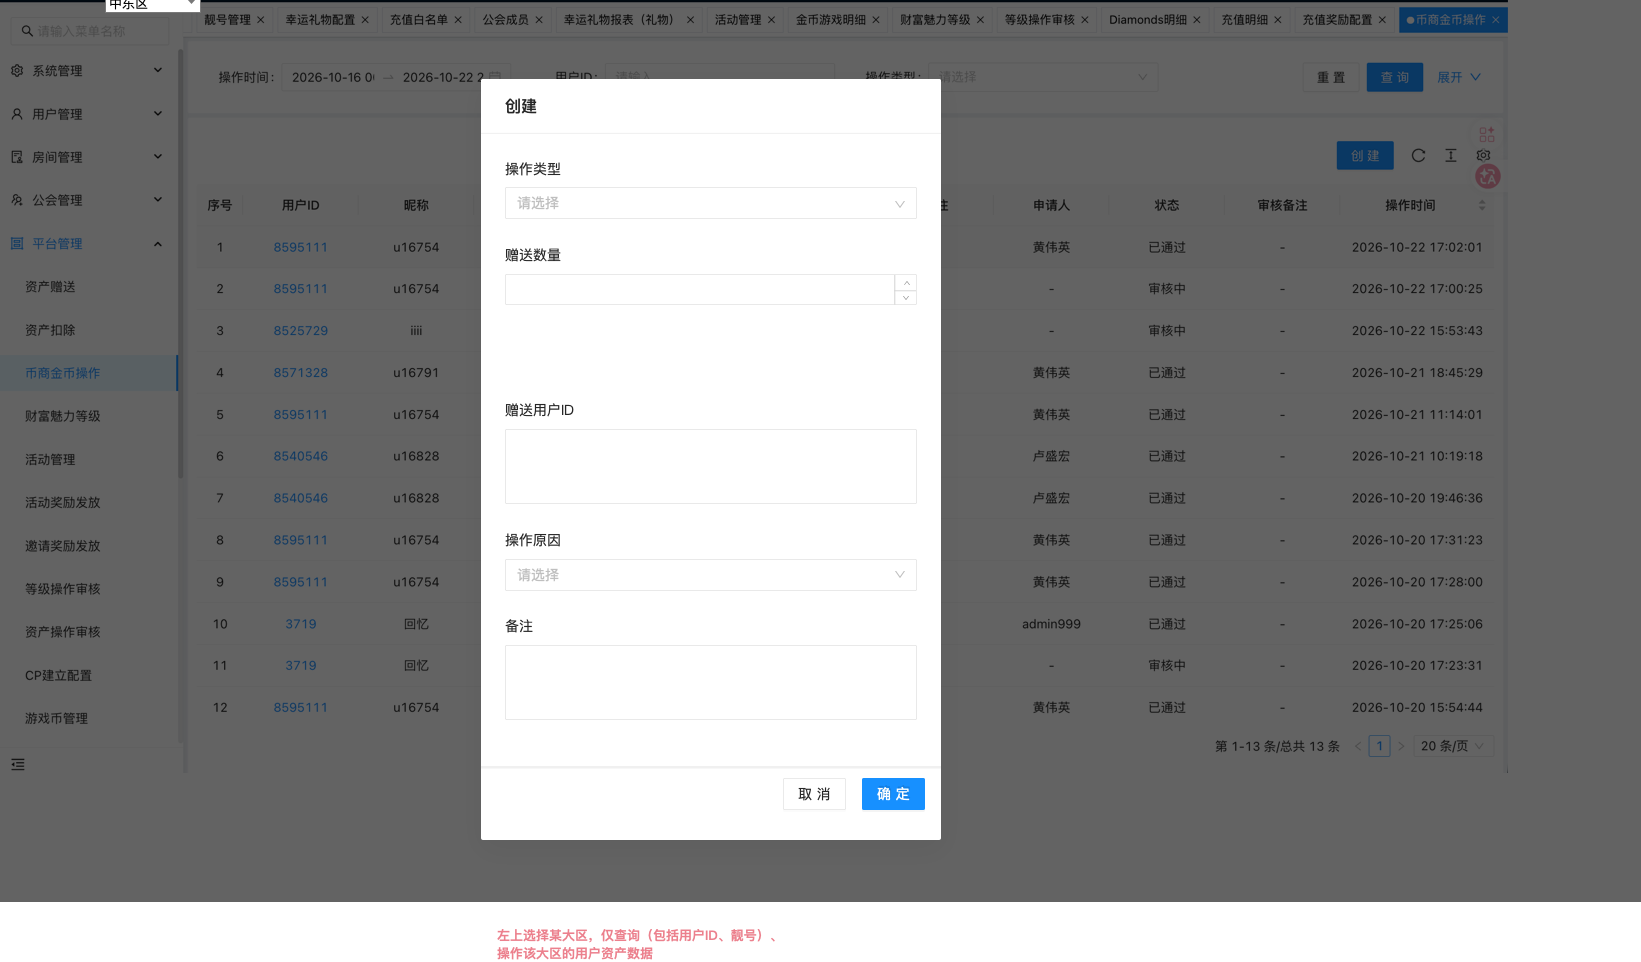 中东区
靓号管理 × 幸运礼物配置 × 充值白名单 × 公会成员 × 幸运礼物报表（礼物） × 活动管理 × 金币游戏明细 × 财富魅力等级 × 等级操作审核 × Diamonds明细 × 充值明细 × 充值奖励配置 × 币商金币操作 ×
请输入菜单名称
系统管理
用户管理
房间管理
公会管理
平台管理
资产赠送
资产扣除
币商金币操作
财富魅力等级
活动管理
活动奖励发放
邀请奖励发放
等级操作审核
资产操作审核
CP建立配置
游戏币管理
操作时间: 2026-10-16 0 → 2026-10-22 2 用户ID: 请输入 操作类型: 请选择 重 置 查 询 展开
创 建
序号 用户ID 昵称 注 申请人 状态 审核备注 操作时间
1 8595111 u16754 黄伟英 已通过 - 2026-10-22 17:02:01
2 8595111 u16754 - 审核中 - 2026-10-22 17:00:25
3 8525729 iiii - 审核中 - 2026-10-22 15:53:43
4 8571328 u16791 黄伟英 已通过 - 2026-10-21 18:45:29
5 8595111 u16754 黄伟英 已通过 - 2026-10-21 11:14:01
6 8540546 u16828 卢盛宏 已通过 - 2026-10-21 10:19:18
7 8540546 u16828 卢盛宏 已通过 - 2026-10-20 19:46:36
8 8595111 u16754 黄伟英 已通过 - 2026-10-20 17:31:23
9 8595111 u16754 黄伟英 已通过 - 2026-10-20 17:28:00
10 3719 回忆 admin999 已通过 - 2026-10-20 17:25:06
11 3719 回忆 - 审核中 - 2026-10-20 17:23:31
12 8595111 u16754 黄伟英 已通过 - 2026-10-20 15:54:44
第 1-13 条/总共 13 条 < 1 > 20 条/页
创建
操作类型
请选择
赠送数量
赠送用户ID
操作原因
请选择
备注
取 消 确 定
左上选择某大区，仅查询（包括用户ID、靓号）、
操作该大区的用户资产数据